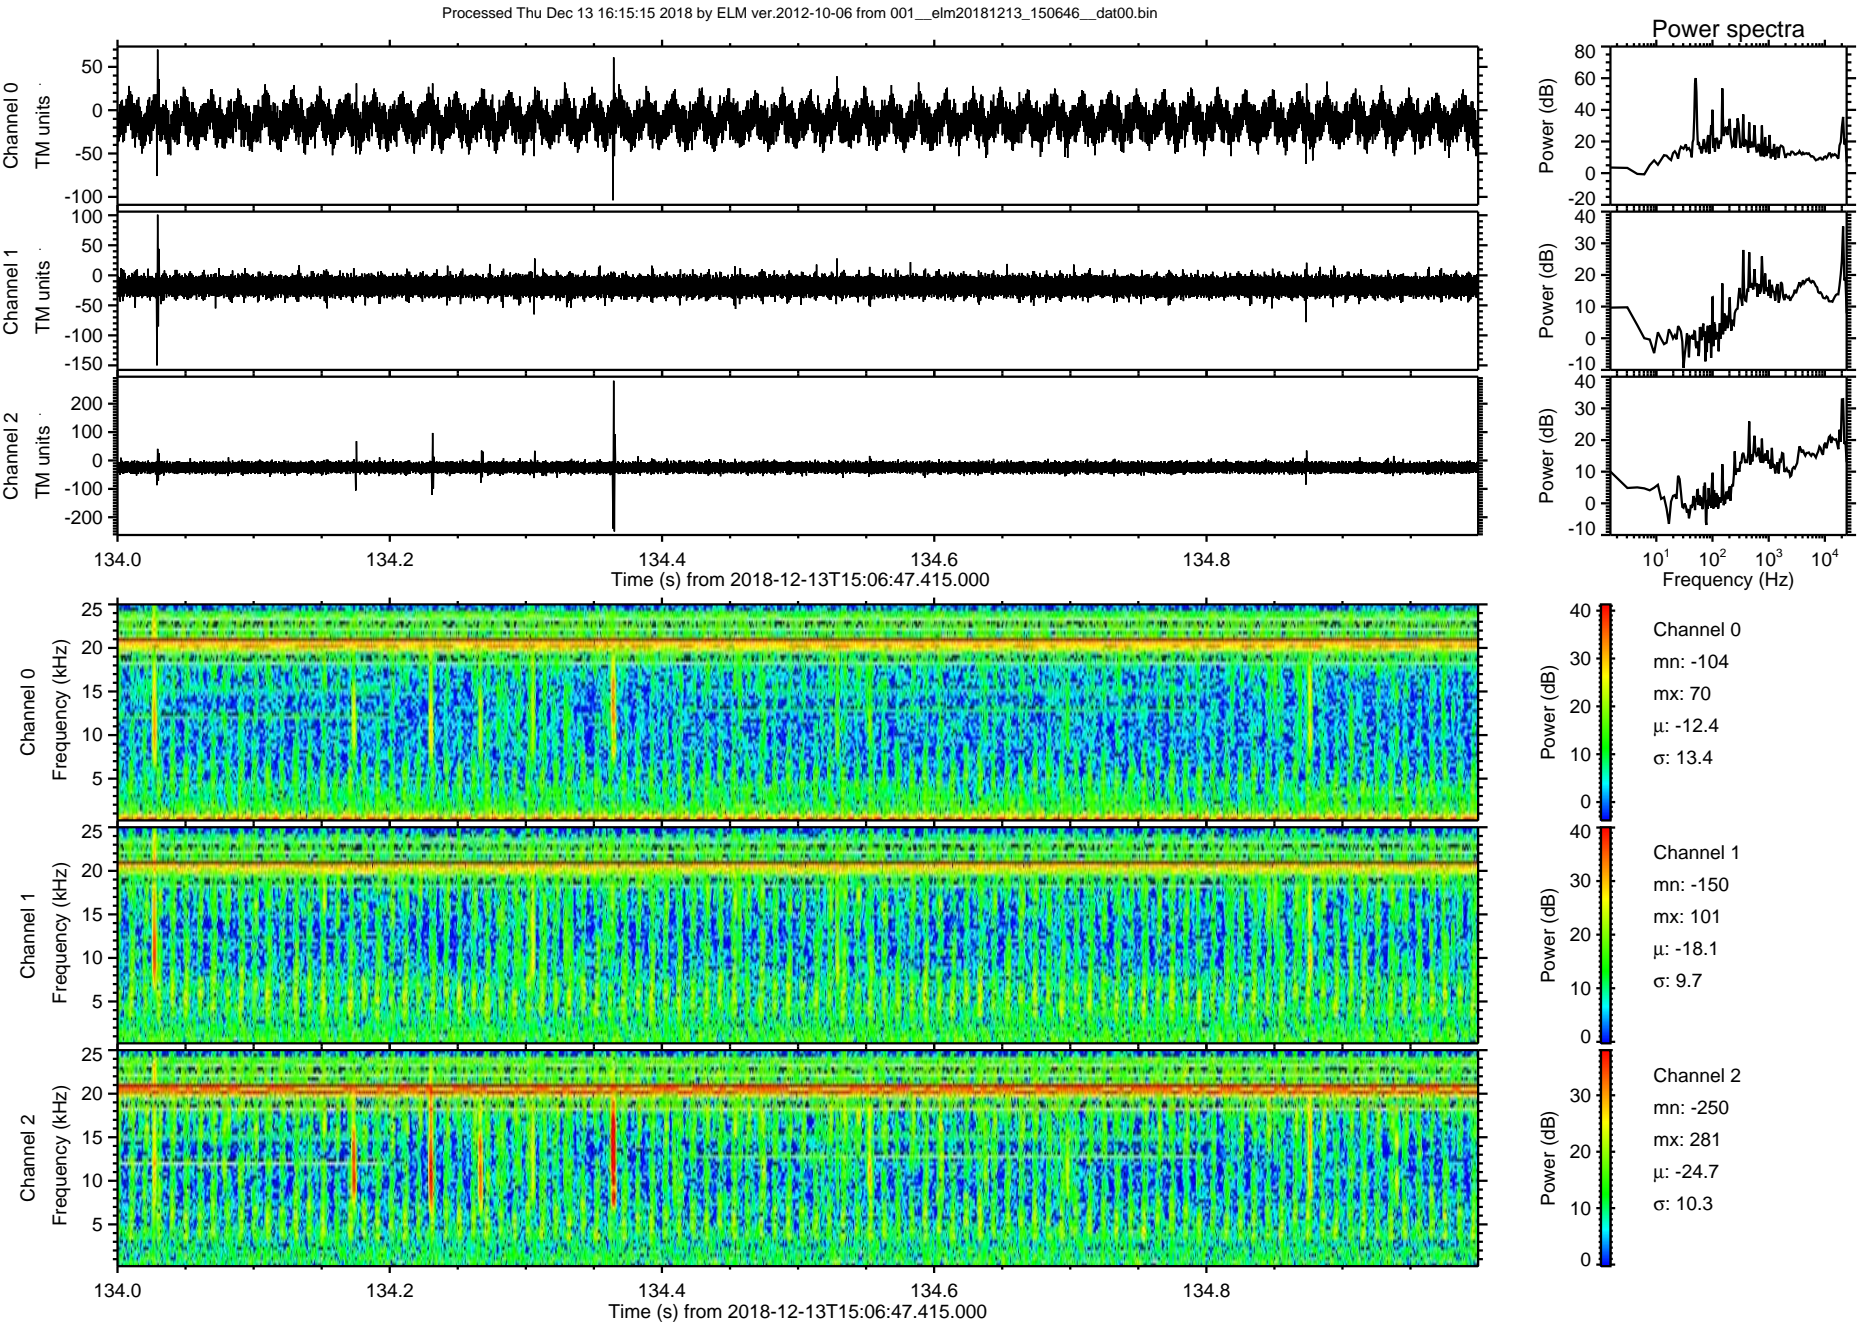 Processed Thu Dec 13 16:15:15 2018 by ELM ver.2012-10-06 from 001__elm20181213_150646__dat00.bin
Power spectra
Channel 0
TM units
50
0
-50
-100
Power (dB)
80
60
40
20
0
-20
Channel 1
TM units
100
50
0
-50
-100
-150
Power (dB)
40
30
20
10
0
-10
Channel 2
TM units
200
100
0
-100
-200
Power (dB)
40
30
20
10
0
-10
134.0 134.2 134.4 134.6 134.8
Time (s) from 2018-12-13T15:06:47.415.000
10¹ 10² 10³ 10⁴
Frequency (Hz)
Channel 0
Frequency (kHz)
25
20
15
10
5
Power (dB)
40
30
20
10
0
Channel 0
mn: -104
mx: 70
μ: -12.4
σ: 13.4
Channel 1
Frequency (kHz)
25
20
15
10
5
Power (dB)
40
30
20
10
0
Channel 1
mn: -150
mx: 101
μ: -18.1
σ: 9.7
Channel 2
Frequency (kHz)
25
20
15
10
5
Power (dB)
30
20
10
0
Channel 2
mn: -250
mx: 281
μ: -24.7
σ: 10.3
134.0 134.2 134.4 134.6 134.8
Time (s) from 2018-12-13T15:06:47.415.000